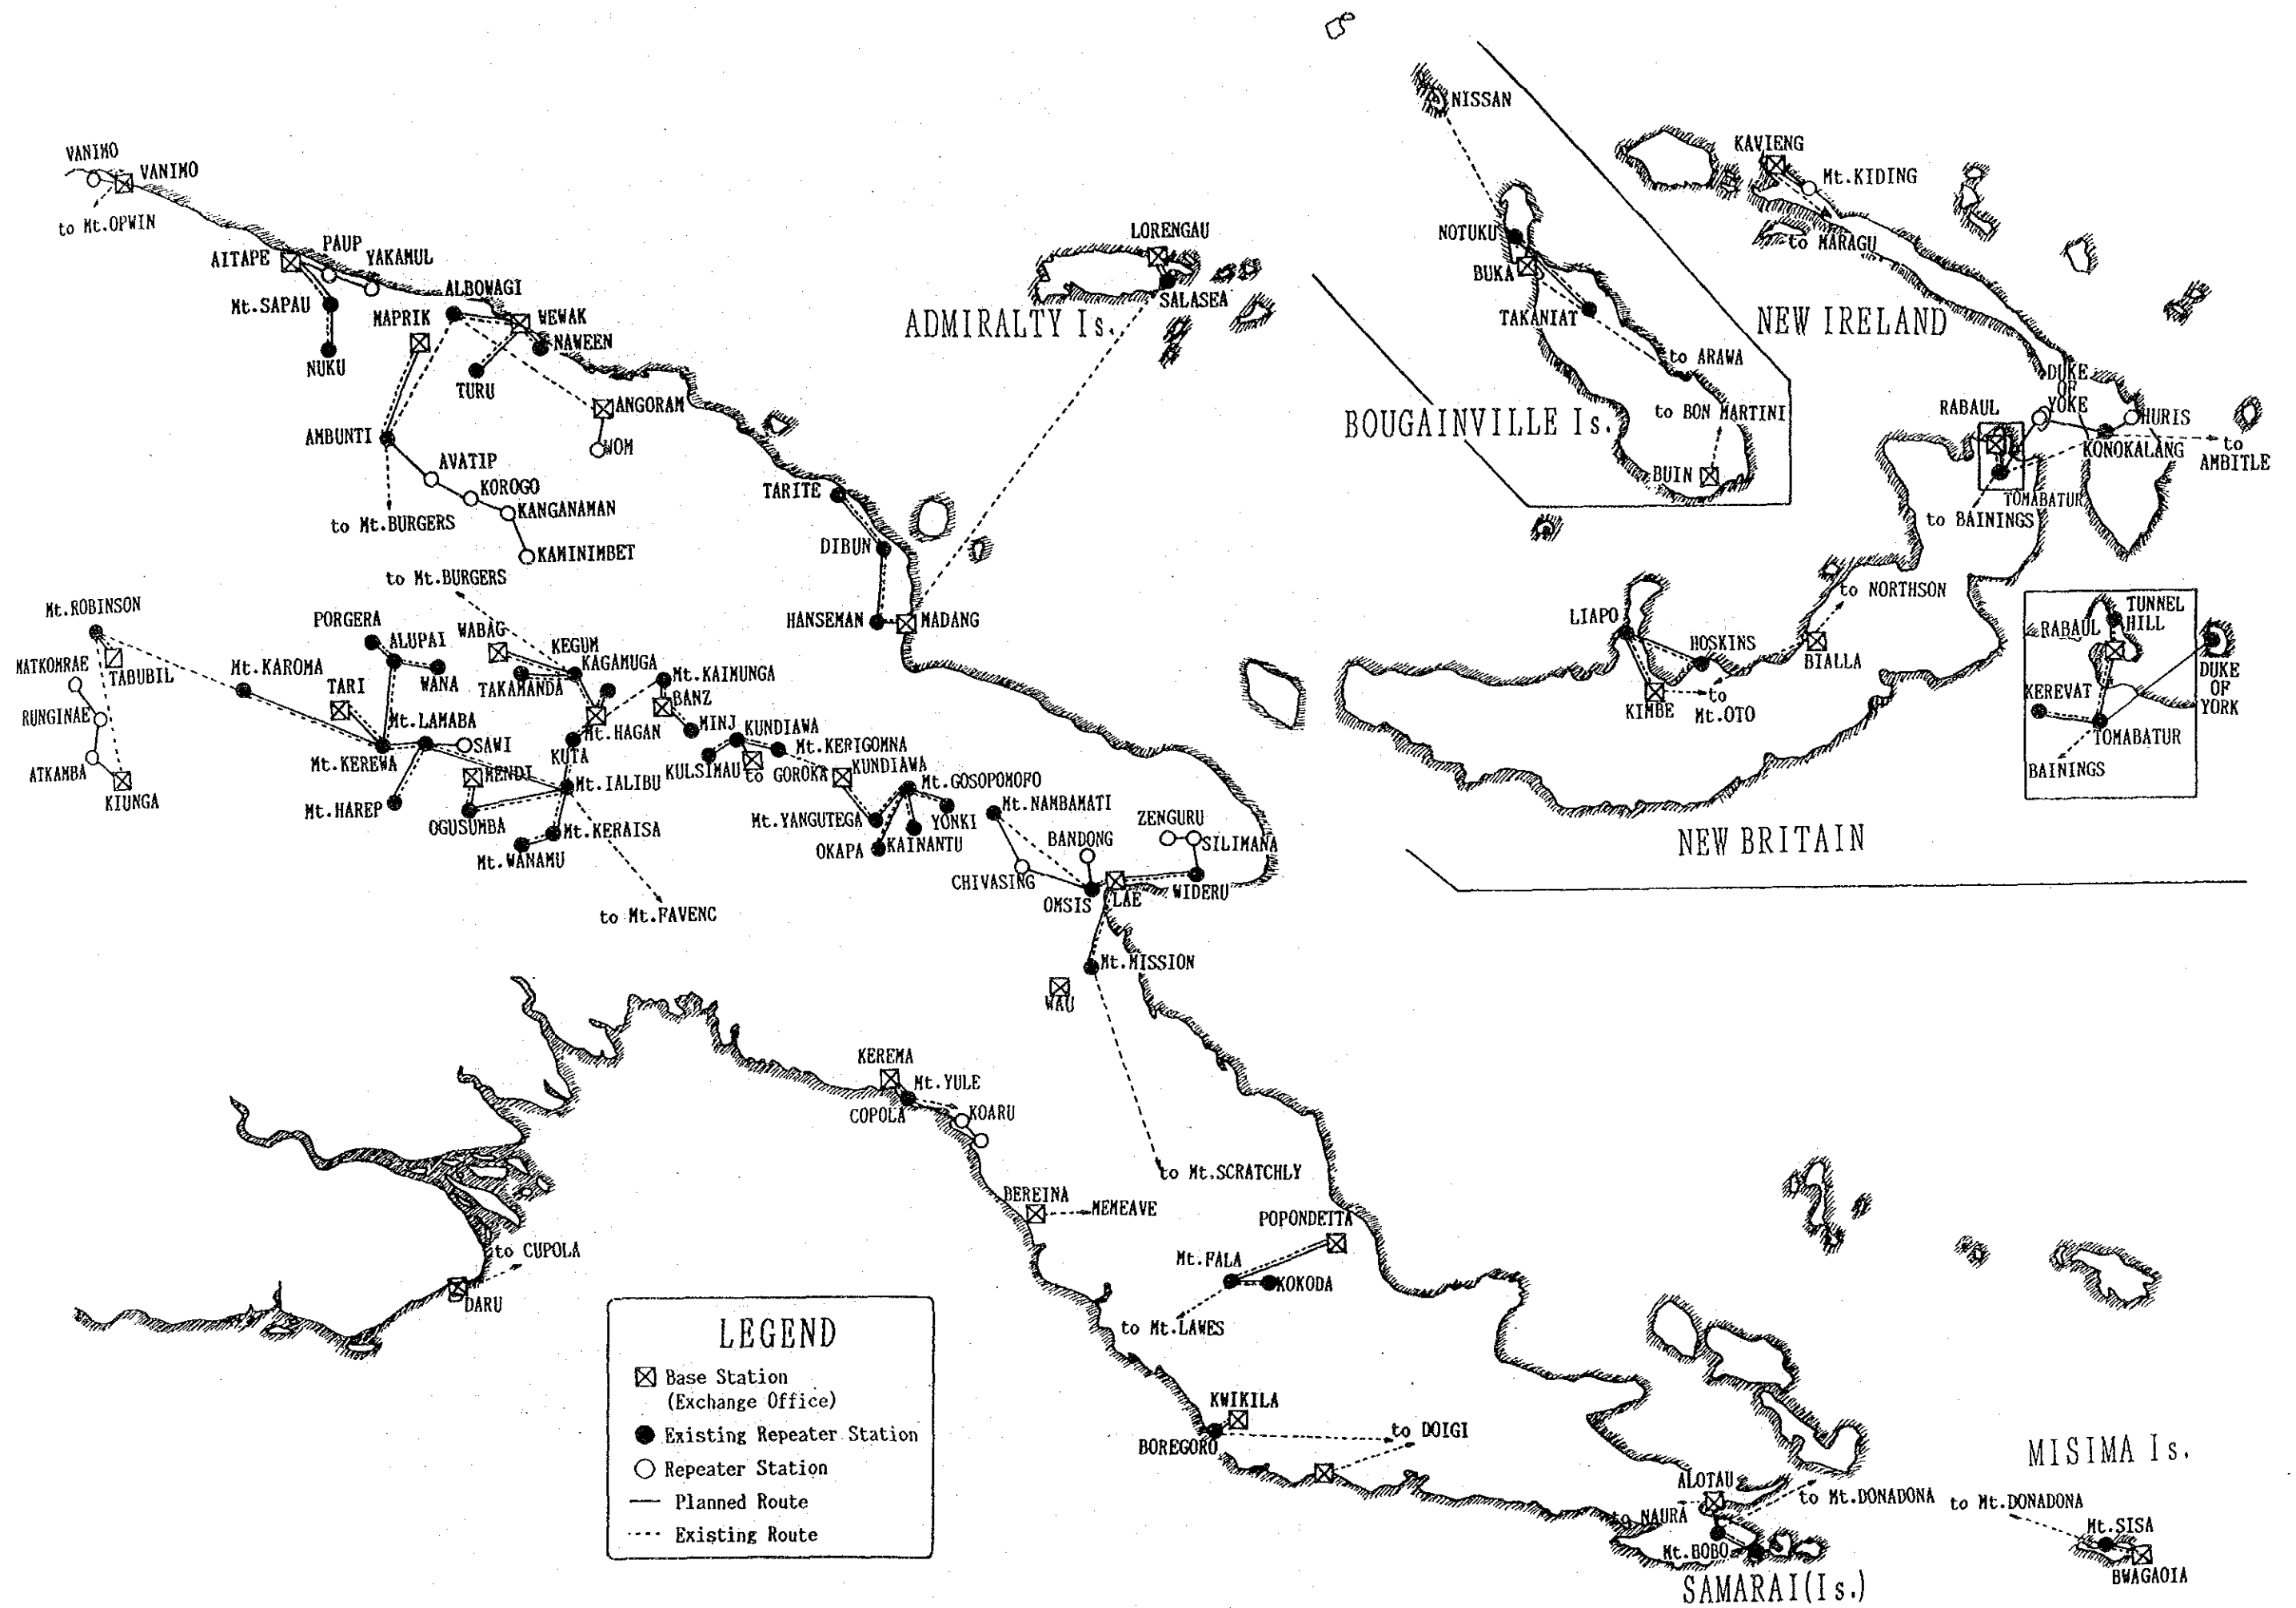 NISSAN
KAVIENG
VANIMO
VANIMO
Mt.KIDING
to Mt.OPWIN
LORENGAU
NOTUKU
to MARAGU
PAUP
AITAPE
YAKAMUL
BUKA
ALBOWAGI
SALASEA
Mt.SAPAU
MAPRIK
WEWAK
ADMIRALTY Is.
TAKANIAT
NEW IRELAND
NAWEEN
NUKU
to ARAWA
TURU
DUKE
OR
YOKE
ANGORAM
RABAUL
to BON MARTINI
HURIS
BOUGAINVILLE Is.
AMBUNTI
WOM
KONOKALANG
to
AMBITLE
AVATIP
BUIN
KOROGO
TARITE
TOMABATUR
KANGANAMAN
to BAININGS
to Mt.BURGERS
DIBUN
KAMINIMBET
to Mt.BURGERS
to NORTHSON
Mt.ROBINSON
TUNNEL
HILL
PORGERA
HANSEMAN
MADANG
LIAPO
RABAUL
ALUPAI
WABAG
KEGUM
HOSKINS
BIALLA
MATKOMRAE
TABUBIL
Mt.KAROMA
KAGAMUGA
Mt.KAIMUNGA
DUKE
OF
YORK
TARI
WANA
TAKAMANDA
BANZ
KEREVAT
RUNGINAE
Mt.LAMABA
MINJ
KUNDIAWA
KIMBE
to
Mt.OTO
Mt.HAGAN
SAWI
KUTA
Mt.KERIGOMNA
TOMABATUR
Mt.KEREWA
KULSIMAU
to GOROKA
KUNDIAWA
ATKAMBA
MENDI
BAININGS
KIUNGA
Mt.IALIBU
Mt.GOSOPOMOFO
Mt.HAREP
Mt.NAMBAMATI
OGUSUMBA
Mt.KERAISA
Mt.YANGUTEGA
YONKI
ZENGURU
BANDONG
SILIMANA
Mt.WANAMU
OKAPA
KAINANTU
NEW BRITAIN
CHIVASING
OMSIS
LAE
WIDERU
to Mt.FAVENC
Mt.MISSION
WAU
KEREMA
Mt.YULE
COPOLA
KOARU
to Mt.SCRATCHLY
BEREINA
MEMEAVE
POPONDETTA
to CUPOLA
Mt.PALA
KOKODA
DARU
to Mt.LAWES
LEGEND
Base Station
(Exchange Office)
Existing Repeater Station
Repeater Station
Planned Route
Existing Route
KWIKILA
BOREGORO
to DOIGI
MISIMA Is.
ALOTAU
to Mt.DONADONA
to Mt.DONADONA
to NAURA
Mt.SISA
Mt.BOBO
BWAGAOIA
SAMARAI(Is.)